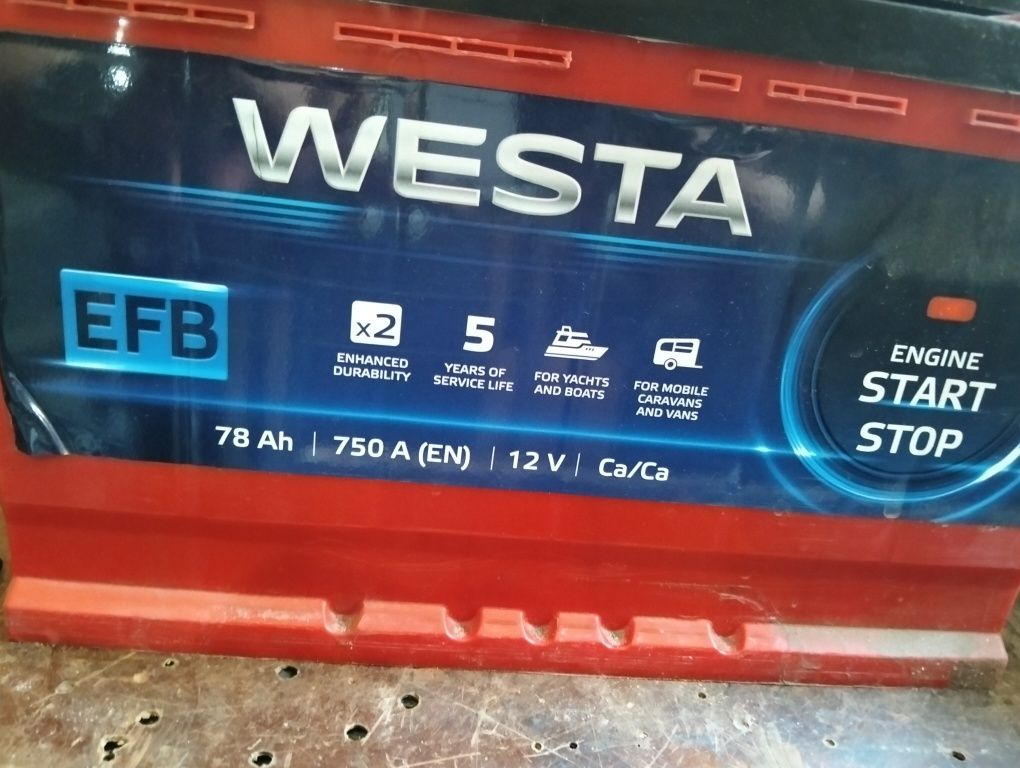 WESTA
EFB
x2
ENHANCED
DURABILITY
5
YEARS OF
SERVICE LIFE
FOR YACHTS
AND BOATS
FOR MOBILE
CARAVANS
AND VANS
ENGINE
START
STOP
78 Ah | 750 A (EN) | 12 V | Ca/Ca